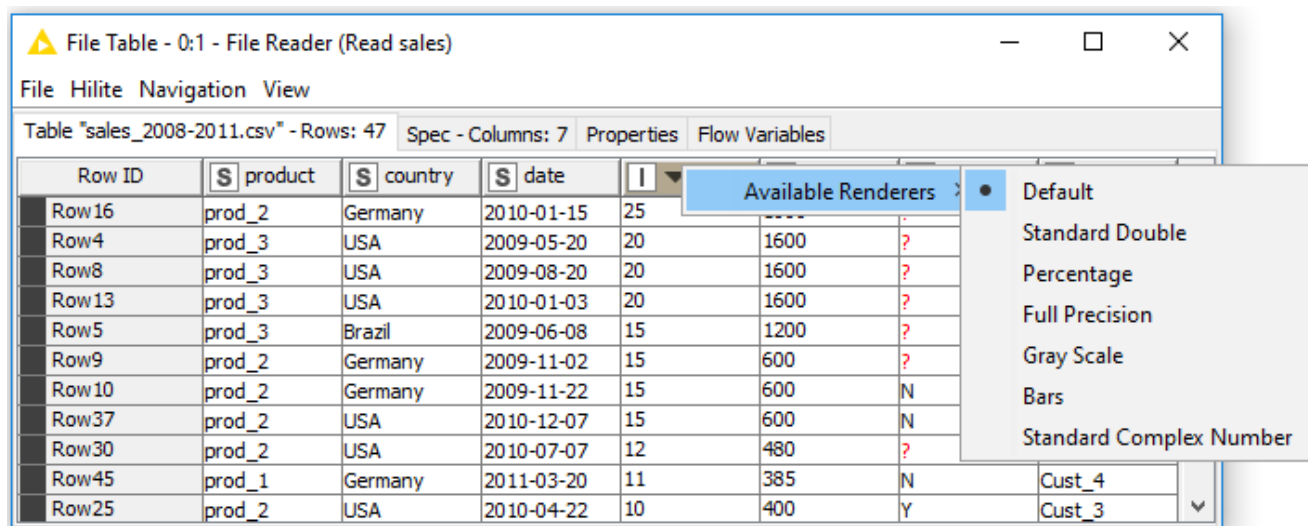 File Table - 0:1 - File Reader (Read sales)
File Hilite Navigation View
Table "sales_2008-2011.csv" - Rows: 47 Spec - Columns: 7 Properties Flow Variables
Row ID S product S country S date I Available Renderers Default
Row16 prod_2 Germany 2010-01-15 25
Row4 prod_3 USA 2009-05-20 20 1600 ? Standard Double
Row8 prod_3 USA 2009-08-20 20 1600 ? Percentage
Row13 prod_3 USA 2010-01-03 20 1600 ? Full Precision
Row5 prod_3 Brazil 2009-06-08 15 1200 ?
Row9 prod_2 Germany 2009-11-02 15 600 ? Gray Scale
Row10 prod_2 Germany 2009-11-22 15 600 N Bars
Row37 prod_2 USA 2010-12-07 15 600 N Standard Complex Number
Row30 prod_2 USA 2010-07-07 12 480 ?
Row45 prod_1 Germany 2011-03-20 11 385 N Cust_4
Row25 prod_2 USA 2010-04-22 10 400 Y Cust_3